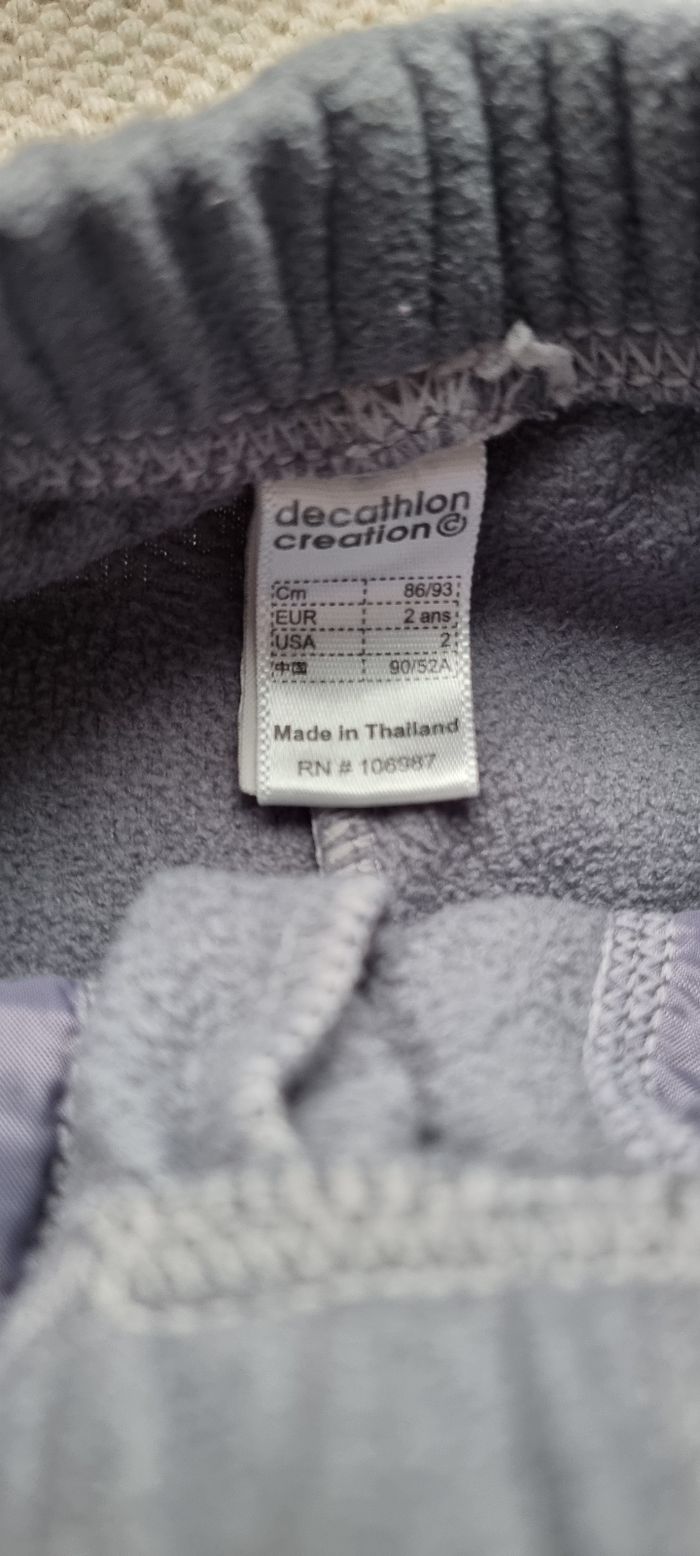 decathlon
creation
Cm 86/93
EUR 2 ans
USA 2
中国 90/52A
Made in Thailand
RN # 106987